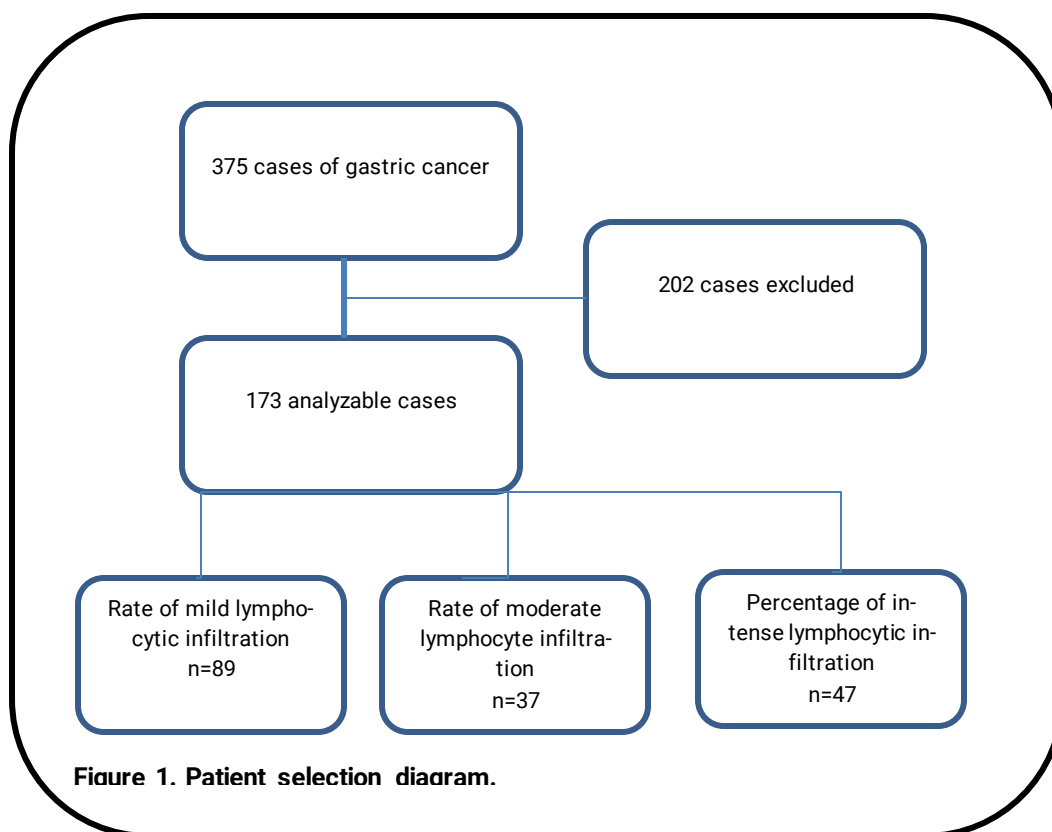 375 cases of gastric cancer
202 cases excluded
173 analyzable cases
Rate of mild lympho-
cytic infiltration
n=89
Rate of moderate
lymphocyte infiltra-
tion
n=37
Percentage of in-
tense lymphocytic in-
filtration
n=47
Figure 1. Patient selection diagram.